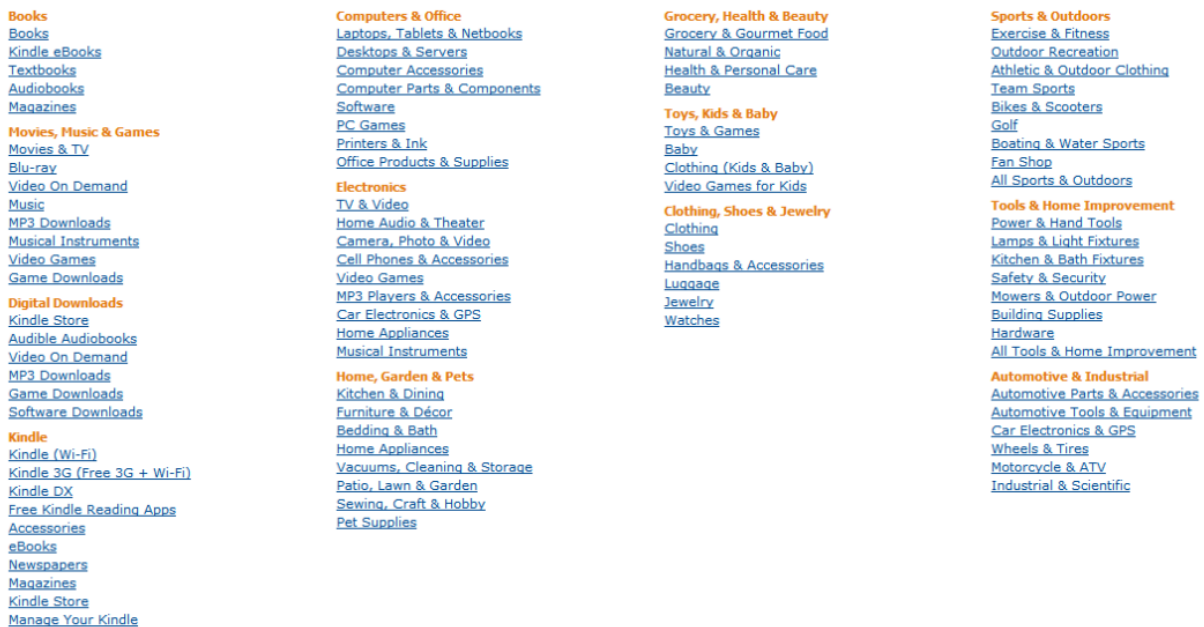 Books
Books
Kindle eBooks
Textbooks
Audiobooks
Magazines
Movies, Music & Games
Movies & TV
Blu-ray
Video On Demand
Music
MP3 Downloads
Musical Instruments
Video Games
Game Downloads
Digital Downloads
Kindle Store
Audible Audiobooks
Video On Demand
MP3 Downloads
Game Downloads
Software Downloads
Kindle
Kindle (Wi-Fi)
Kindle 3G (Free 3G + Wi-Fi)
Kindle DX
Free Kindle Reading Apps
Accessories
eBooks
Newspapers
Magazines
Kindle Store
Manage Your Kindle
Computers & Office
Laptops, Tablets & Netbooks
Desktops & Servers
Computer Accessories
Computer Parts & Components
Software
PC Games
Printers & Ink
Office Products & Supplies
Electronics
TV & Video
Home Audio & Theater
Camera, Photo & Video
Cell Phones & Accessories
Video Games
MP3 Players & Accessories
Car Electronics & GPS
Home Appliances
Musical Instruments
Home, Garden & Pets
Kitchen & Dining
Furniture & Décor
Bedding & Bath
Home Appliances
Vacuums, Cleaning & Storage
Patio, Lawn & Garden
Sewing, Craft & Hobby
Pet Supplies
Grocery, Health & Beauty
Grocery & Gourmet Food
Natural & Organic
Health & Personal Care
Beauty
Toys, Kids & Baby
Toys & Games
Baby
Clothing (Kids & Baby)
Video Games for Kids
Clothing, Shoes & Jewelry
Clothing
Shoes
Handbags & Accessories
Luggage
Jewelry
Watches
Sports & Outdoors
Exercise & Fitness
Outdoor Recreation
Athletic & Outdoor Clothing
Team Sports
Bikes & Scooters
Golf
Boating & Water Sports
Fan Shop
All Sports & Outdoors
Tools & Home Improvement
Power & Hand Tools
Lamps & Light Fixtures
Kitchen & Bath Fixtures
Safety & Security
Mowers & Outdoor Power
Building Supplies
Hardware
All Tools & Home Improvement
Automotive & Industrial
Automotive Parts & Accessories
Automotive Tools & Equipment
Car Electronics & GPS
Wheels & Tires
Motorcycle & ATV
Industrial & Scientific